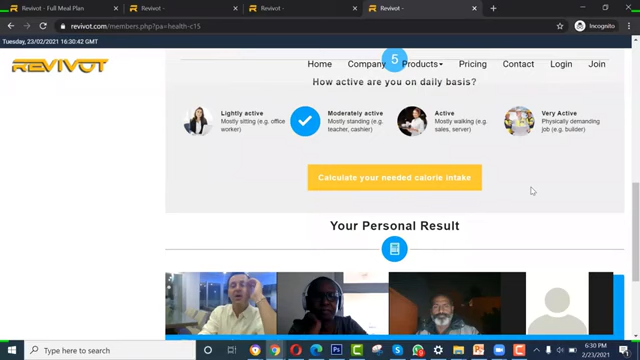 Revivot - Full Meal Plan
Revivot -
Revivot -
Revivot -
revivot.com/members.php?pa=health-c15
Incognito
Tuesday, 23/02/2021 16:30:42 GMT
REVIVOT
Home Company Products Pricing Contact Login Join
5
How active are you on daily basis?
Lightly active
Mostly sitting (e.g. office
worker)
Moderately active
Mostly standing (e.g.
teacher, cashier)
Active
Mostly walking (e.g.
sales, server)
Very Active
Physically demanding
job (e.g. builder)
Calculate your needed calorie intake
Your Personal Result
Type here to search
6:30 PM
2/23/2021